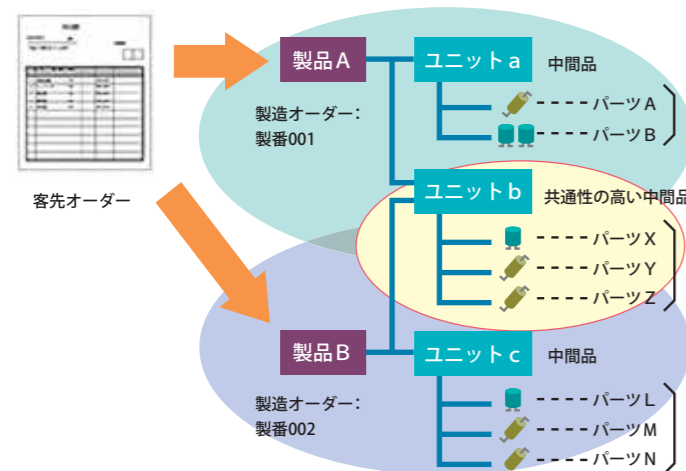 製品A
ユニットa
中間品
パーツA
パーツB
製造オーダー：
製番001
客先オーダー
ユニットb
共通性の高い中間品
パーツX
パーツY
パーツZ
製品B
ユニットc
中間品
製造オーダー：
製番002
パーツL
パーツM
パーツN